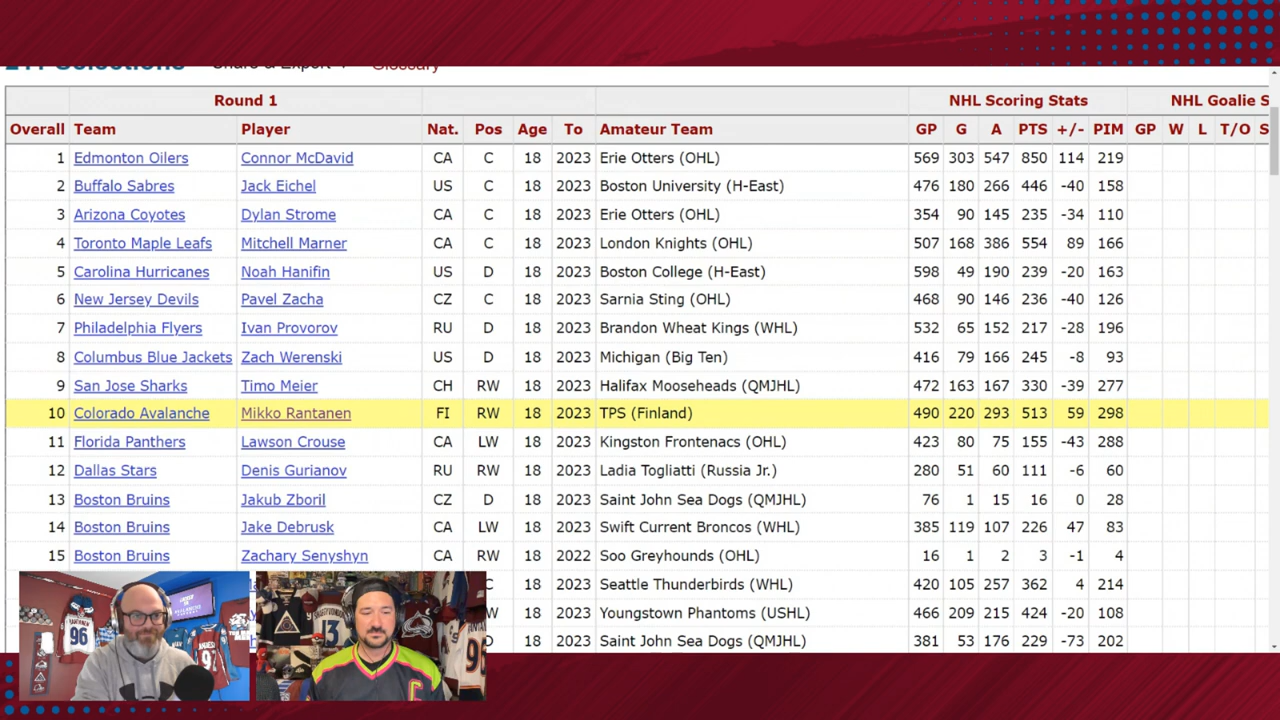 241 Selections Share & Export Glossary
Round 1 NHL Scoring Stats NHL Goalie S
Overall Team Player Nat. Pos Age To Amateur Team GP G A PTS +/- PIM GP W L T/O S
1 Edmonton Oilers Connor McDavid CA C 18 2023 Erie Otters (OHL) 569 303 547 850 114 219
2 Buffalo Sabres Jack Eichel US C 18 2023 Boston University (H-East) 476 180 266 446 -40 158
3 Arizona Coyotes Dylan Strome CA C 18 2023 Erie Otters (OHL) 354 90 145 235 -34 110
4 Toronto Maple Leafs Mitchell Marner CA C 18 2023 London Knights (OHL) 507 168 386 554 89 166
5 Carolina Hurricanes Noah Hanifin US D 18 2023 Boston College (H-East) 598 49 190 239 -20 163
6 New Jersey Devils Pavel Zacha CZ C 18 2023 Sarnia Sting (OHL) 468 90 146 236 -40 126
7 Philadelphia Flyers Ivan Provorov RU D 18 2023 Brandon Wheat Kings (WHL) 532 65 152 217 -28 196
8 Columbus Blue Jackets Zach Werenski US D 18 2023 Michigan (Big Ten) 416 79 166 245 -8 93
9 San Jose Sharks Timo Meier CH RW 18 2023 Halifax Mooseheads (QMJHL) 472 163 167 330 -39 277
10 Colorado Avalanche Mikko Rantanen FI RW 18 2023 TPS (Finland) 490 220 293 513 59 298
11 Florida Panthers Lawson Crouse CA LW 18 2023 Kingston Frontenacs (OHL) 423 80 75 155 -43 288
12 Dallas Stars Denis Gurianov RU RW 18 2023 Ladia Togliatti (Russia Jr.) 280 51 60 111 -6 60
13 Boston Bruins Jakub Zboril CZ D 18 2023 Saint John Sea Dogs (QMJHL) 76 1 15 16 0 28
14 Boston Bruins Jake Debrusk CA LW 18 2023 Swift Current Broncos (WHL) 385 119 107 226 47 83
15 Boston Bruins Zachary Senyshyn CA RW 18 2022 Soo Greyhounds (OHL) 16 1 2 3 -1 4
C 18 2023 Seattle Thunderbirds (WHL) 420 105 257 362 4 214
W 18 2023 Youngstown Phantoms (USHL) 466 209 215 424 -20 108
D 18 2023 Saint John Sea Dogs (QMJHL) 381 53 176 229 -73 202
96
13